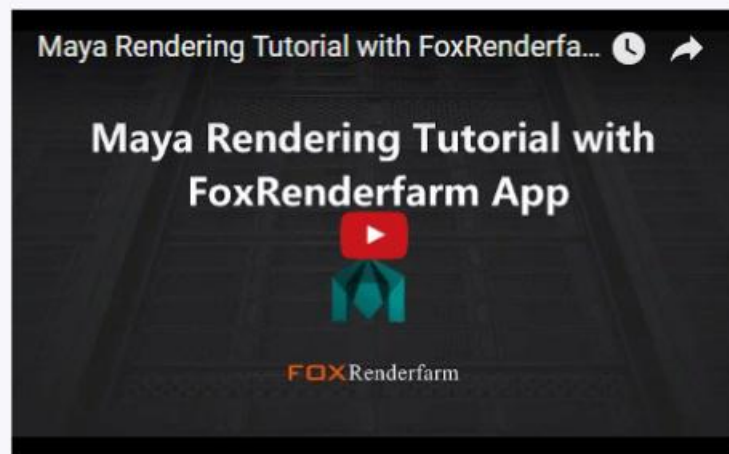 Maya Rendering Tutorial with FoxRenderfa...
Maya Rendering Tutorial with
FoxRenderfarm App
FOXRenderfarm